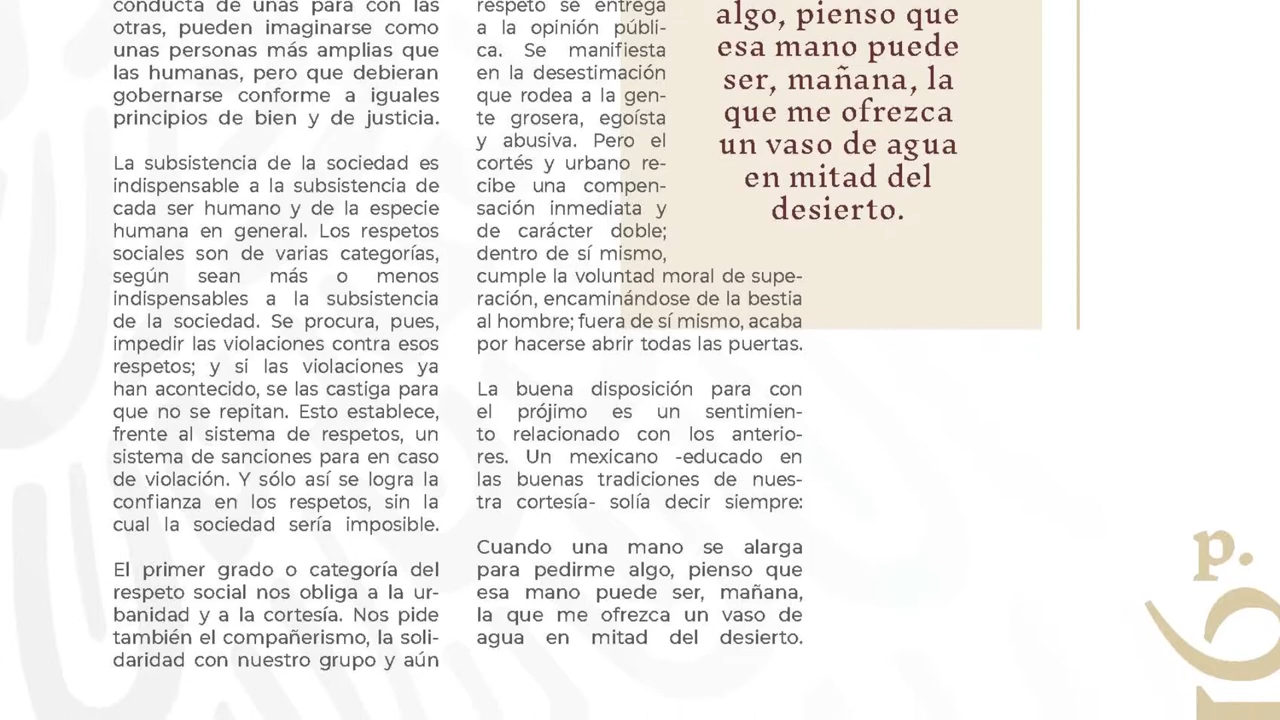 conducta de unas para con las
otras, pueden imaginarse como
unas personas más amplias que
las humanas, pero que debieran
gobernarse conforme a iguales
principios de bien y de justicia.
La subsistencia de la sociedad es
indispensable a la subsistencia de
cada ser humano y de la especie
humana en general. Los respetos
sociales son de varias categorías,
según sean más o menos
indispensables a la subsistencia
de la sociedad. Se procura, pues,
impedir las violaciones contra esos
respetos; y si las violaciones ya
han acontecido, se las castiga para
que no se repitan. Esto establece,
frente al sistema de respetos, un
sistema de sanciones para en caso
de violación. Y sólo así se logra la
confianza en los respetos, sin la
cual la sociedad sería imposible.
El primer grado o categoría del
respeto social nos obliga a la ur-
banidad y a la cortesía. Nos pide
también el compañerismo, la soli-
daridad con nuestro grupo y aún
respeto se entrega
a la opinión públi-
ca. Se manifiesta
en la desestimación
que rodea a la gen-
te grosera, egoísta
y abusiva. Pero el
cortés y urbano re-
cibe una compen-
sación inmediata y
de carácter doble;
dentro de sí mismo,
cumple la voluntad moral de supe-
ración, encaminándose de la bestia
al hombre; fuera de sí mismo, acaba
por hacerse abrir todas las puertas.
La buena disposición para con
el prójimo es un sentimien-
to relacionado con los anterio-
res. Un mexicano -educado en
las buenas tradiciones de nues-
tra cortesía- solía decir siempre:
Cuando una mano se alarga
para pedirme algo, pienso que
esa mano puede ser, mañana,
la que me ofrezca un vaso de
agua en mitad del desierto.
algo, pienso que
esa mano puede
ser, mañana, la
que me ofrezca
un vaso de agua
en mitad del
desierto.
p.